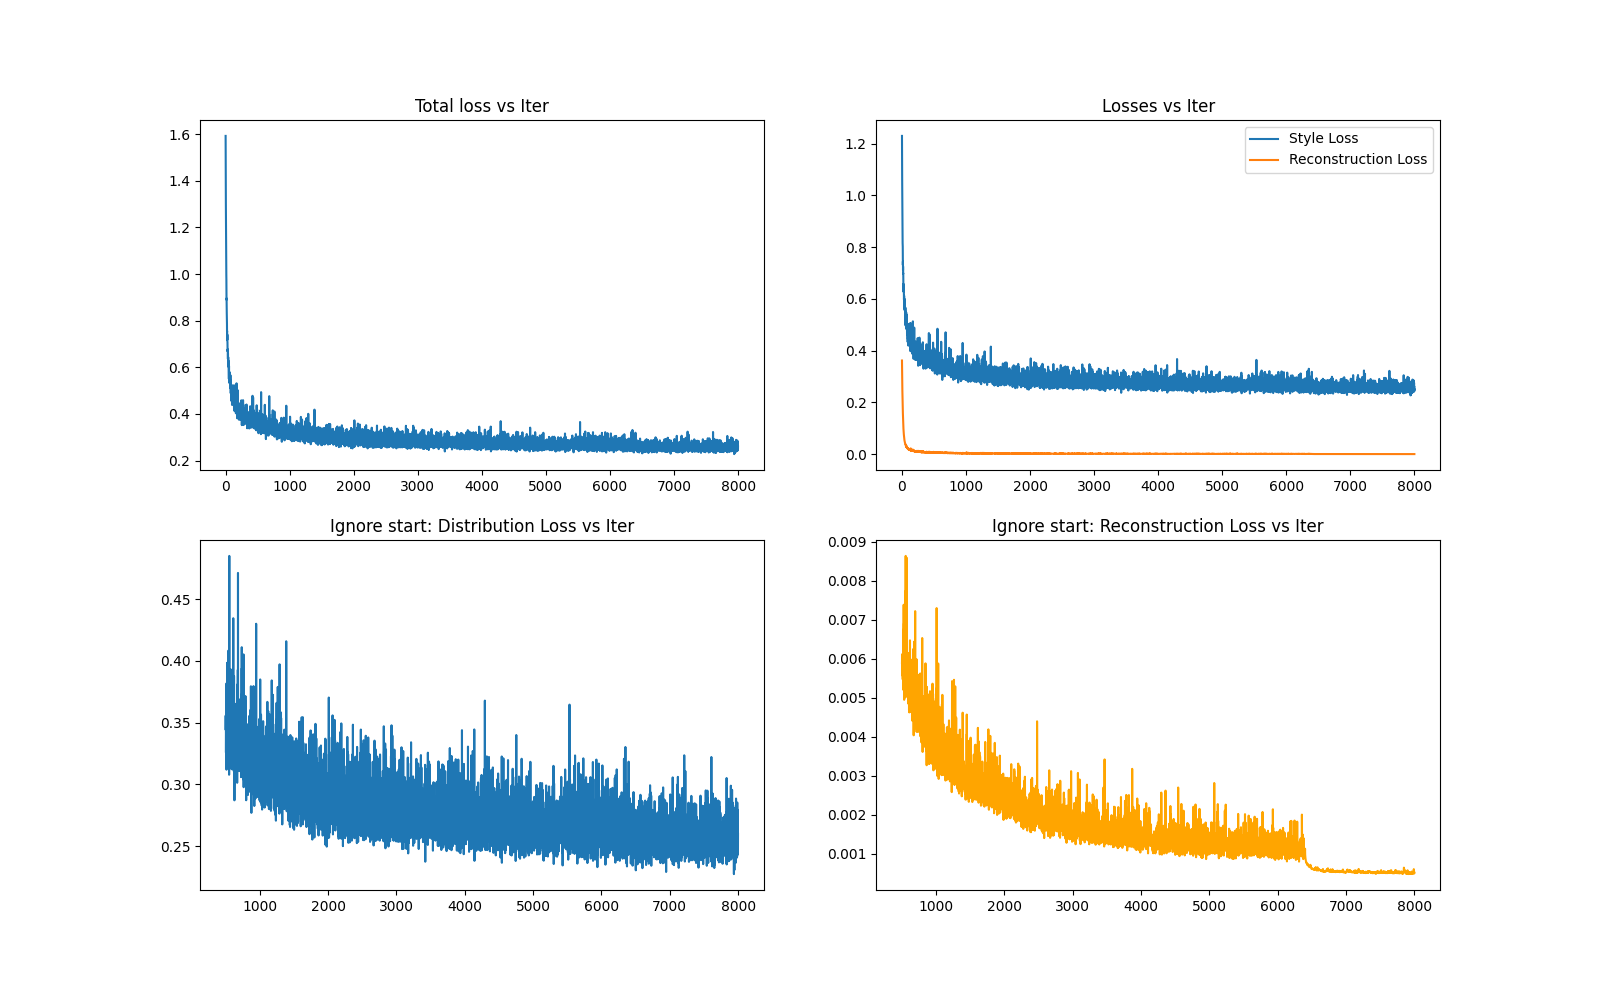 Total loss vs Iter
1.6
1.4
1.2
1.0
0.8
0.6
0.4
0.2
0 1000 2000 3000 4000 5000 6000 7000 8000
Losses vs Iter
Style Loss
Reconstruction Loss
1.2
1.0
0.8
0.6
0.4
0.2
0.0
0 1000 2000 3000 4000 5000 6000 7000 8000
Ignore start: Distribution Loss vs Iter
0.45
0.40
0.35
0.30
0.25
1000 2000 3000 4000 5000 6000 7000 8000
Ignore start: Reconstruction Loss vs Iter
0.009
0.008
0.007
0.006
0.005
0.004
0.003
0.002
0.001
1000 2000 3000 4000 5000 6000 7000 8000